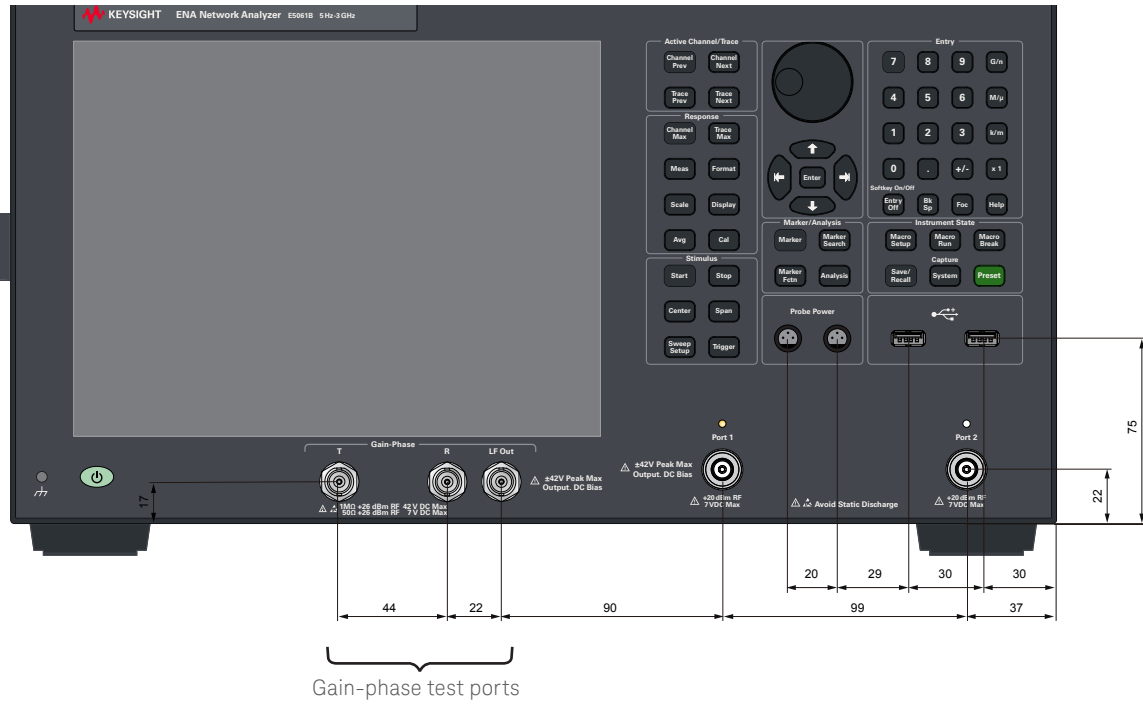 KEYSIGHT ENA Network Analyzer E5061B 5 Hz-3 GHz
Active Channel/Trace
Channel Prev
Channel Next
Trace Prev
Trace Next
Response
Channel Max
Trace Max
Meas
Format
Scale
Display
Avg
Cal
Stimulus
Start
Stop
Center
Span
Sweep Setup
Trigger
Enter
Marker/Analysis
Marker
Marker Search
Marker Fctn
Analysis
Probe Power
Entry
7 8 9 G/n
4 5 6 M/µ
1 2 3 k/m
0 . +/- x 1
Softkey On/Off
Entry Off
Bk Sp
Foc
Help
Instrument State
Macro Setup
Macro Run
Macro Break
Capture
Save/ Recall
System
Preset
Gain-Phase
T R LF Out
±42V Peak Max
Output. DC Bias
1MΩ +26 dBm RF 42 V DC Max
50Ω +26 dBm RF 7 V DC Max
Port 1
±42V Peak Max
Output. DC Bias
+20 dBm RF
7VDC Max
Avoid Static Discharge
Port 2
+20 dBm RF
7VDC Max
17
75
22
20 29 30 30
44 22 90 99 37
Gain-phase test ports